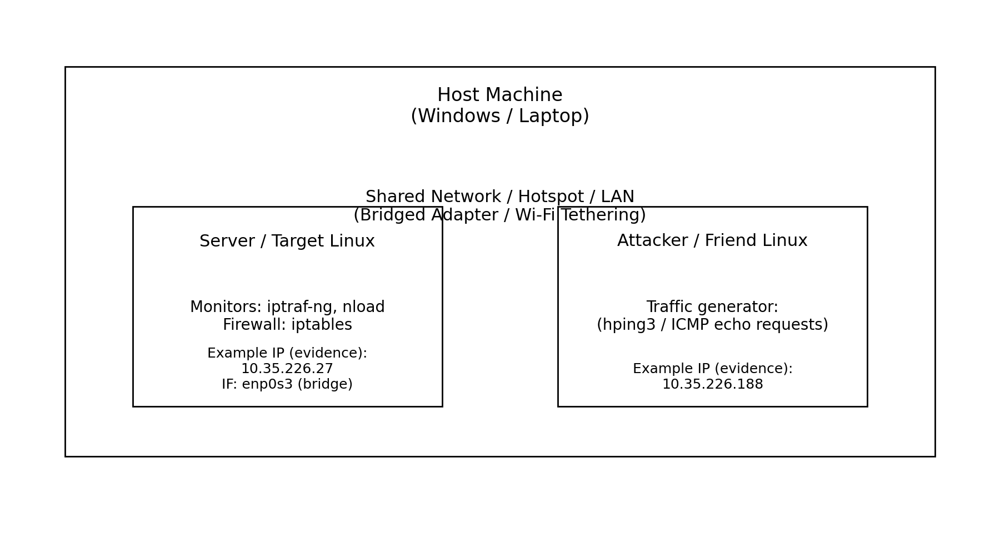 Host Machine
(Windows / Laptop)
Shared Network / Hotspot / LAN
(Bridged Adapter / Wi-Fi Tethering)
Server / Target Linux
Monitors: iptraf-ng, nload
Firewall: iptables
Example IP (evidence):
10.35.226.27
IF: enp0s3 (bridge)
Attacker / Friend Linux
Traffic generator:
(hping3 / ICMP echo requests)
Example IP (evidence):
10.35.226.188